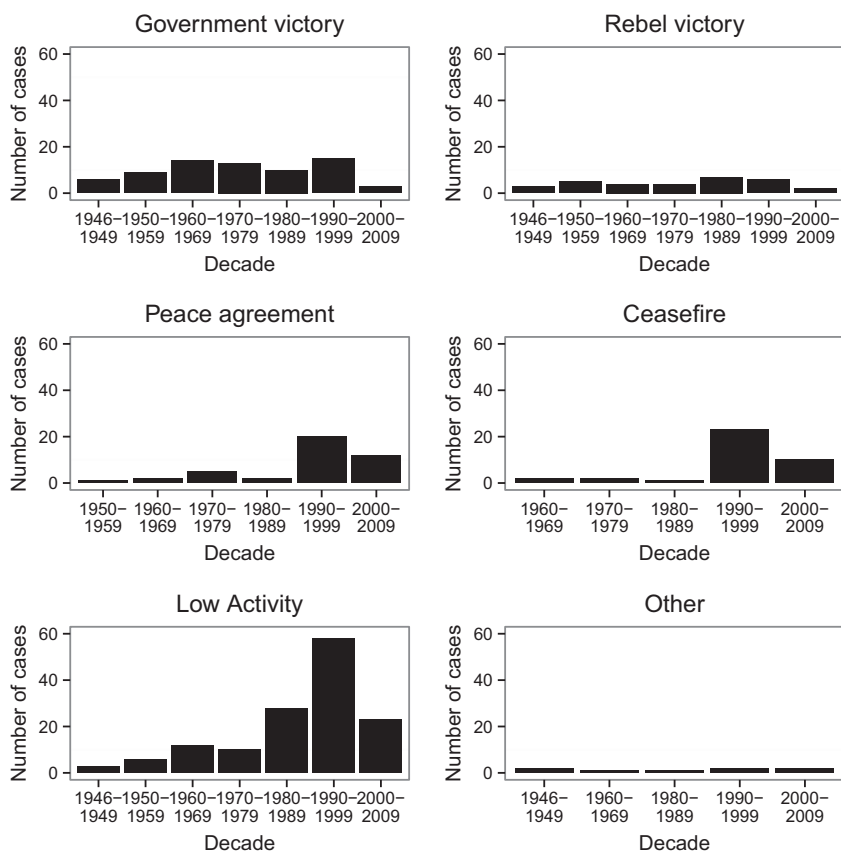 Government victory
Number of cases
60
40
20
0
1946– 1950– 1960– 1970– 1980– 1990– 2000–
1949 1959 1969 1979 1989 1999 2009
Decade
Rebel victory
Number of cases
60
40
20
0
1946– 1950– 1960– 1970– 1980– 1990– 2000–
1949 1959 1969 1979 1989 1999 2009
Decade
Peace agreement
Number of cases
60
40
20
0
1950– 1960– 1970– 1980– 1990– 2000–
1959 1969 1979 1989 1999 2009
Decade
Ceasefire
Number of cases
60
40
20
0
1960– 1970– 1980– 1990– 2000–
1969 1979 1989 1999 2009
Decade
Low Activity
Number of cases
60
40
20
0
1946– 1950– 1960– 1970– 1980– 1990– 2000–
1949 1959 1969 1979 1989 1999 2009
Decade
Other
Number of cases
60
40
20
0
1946– 1960– 1980– 1990– 2000–
1949 1969 1989 1999 2009
Decade